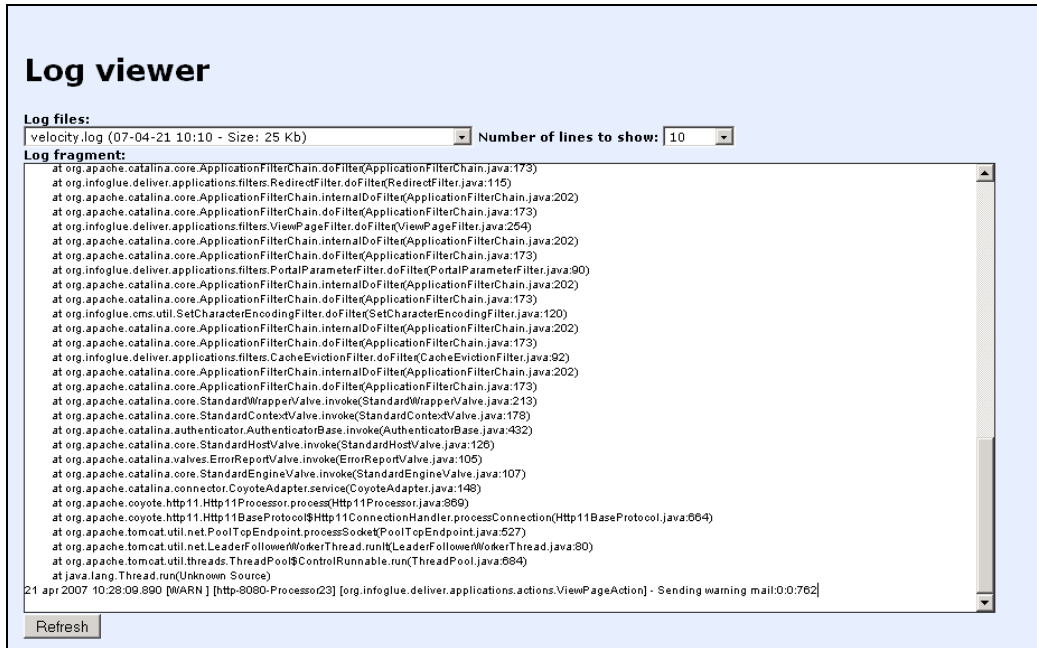 Log viewer
Log files:
velocity.log (07-04-21 10:10 - Size: 25 Kb) Number of lines to show: 10
Log fragment:
at org.apache.catalina.core.ApplicationFilterChain.doFilter(ApplicationFilterChain.java:173)
at org.infoglue.deliver.applications.filters.RedirectFilter.doFilter(RedirectFilter.java:115)
at org.apache.catalina.core.ApplicationFilterChain.internalDoFilter(ApplicationFilterChain.java:202)
at org.apache.catalina.core.ApplicationFilterChain.doFilter(ApplicationFilterChain.java:173)
at org.infoglue.deliver.applications.filters.ViewPageFilter.doFilter(ViewPageFilter.java:254)
at org.apache.catalina.core.ApplicationFilterChain.internalDoFilter(ApplicationFilterChain.java:202)
at org.apache.catalina.core.ApplicationFilterChain.doFilter(ApplicationFilterChain.java:173)
at org.infoglue.deliver.applications.filters.PortalParameterFilter.doFilter(PortalParameterFilter.java:90)
at org.apache.catalina.core.ApplicationFilterChain.internalDoFilter(ApplicationFilterChain.java:202)
at org.apache.catalina.core.ApplicationFilterChain.doFilter(ApplicationFilterChain.java:173)
at org.infoglue.cms.util.SetCharacterEncodingFilter.doFilter(SetCharacterEncodingFilter.java:120)
at org.apache.catalina.core.ApplicationFilterChain.internalDoFilter(ApplicationFilterChain.java:202)
at org.apache.catalina.core.ApplicationFilterChain.doFilter(ApplicationFilterChain.java:173)
at org.infoglue.deliver.applications.filters.CacheEvictionFilter.doFilter(CacheEvictionFilter.java:92)
at org.apache.catalina.core.ApplicationFilterChain.internalDoFilter(ApplicationFilterChain.java:202)
at org.apache.catalina.core.ApplicationFilterChain.doFilter(ApplicationFilterChain.java:173)
at org.apache.catalina.core.StandardWrapperValve.invoke(StandardWrapperValve.java:213)
at org.apache.catalina.core.StandardContextValve.invoke(StandardContextValve.java:178)
at org.apache.catalina.authenticator.AuthenticatorBase.invoke(AuthenticatorBase.java:432)
at org.apache.catalina.core.StandardHostValve.invoke(StandardHostValve.java:126)
at org.apache.catalina.valves.ErrorReportValve.invoke(ErrorReportValve.java:105)
at org.apache.catalina.core.StandardEngineValve.invoke(StandardEngineValve.java:107)
at org.apache.catalina.connector.CoyoteAdapter.service(CoyoteAdapter.java:148)
at org.apache.coyote.http11.Http11Processor.process(Http11Processor.java:869)
at org.apache.coyote.http11.Http11BaseProtocol$Http11ConnectionHandler.processConnection(Http11BaseProtocol.java:664)
at org.apache.tomcat.util.net.PoolTcpEndpoint.processSocket(PoolTcpEndpoint.java:527)
at org.apache.tomcat.util.net.LeaderFollowerWorkerThread.runIt(LeaderFollowerWorkerThread.java:80)
at org.apache.tomcat.util.threads.ThreadPool$ControlRunnable.run(ThreadPool.java:684)
at java.lang.Thread.run(Unknown Source)
21 apr 2007 10:28:09.890 [WARN ] [http-8080-Processor23] [org.infoglue.deliver.applications.actions.ViewPageAction] - Sending warning mail:0:0:762
Refresh